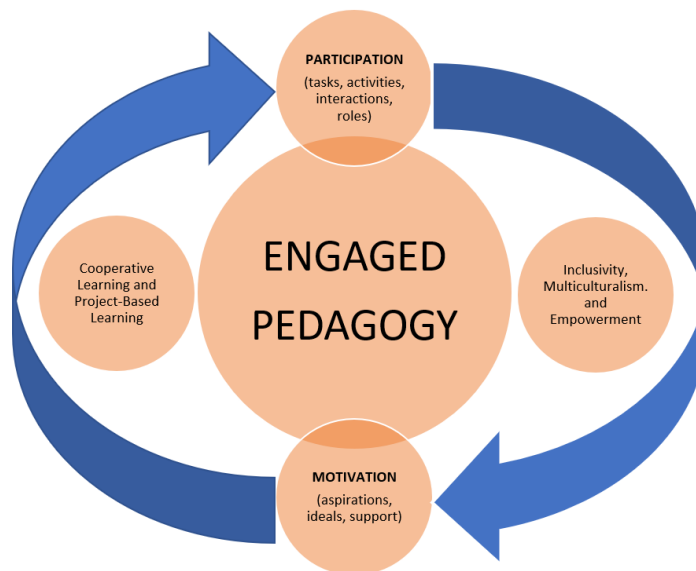 PARTICIPATION
(tasks, activities,
interactions,
roles)
ENGAGED
PEDAGOGY
Cooperative
Learning and
Project-Based
Learning
Inclusivity,
Multiculturalism.
and
Empowerment
MOTIVATION
(aspirations,
ideals, support)